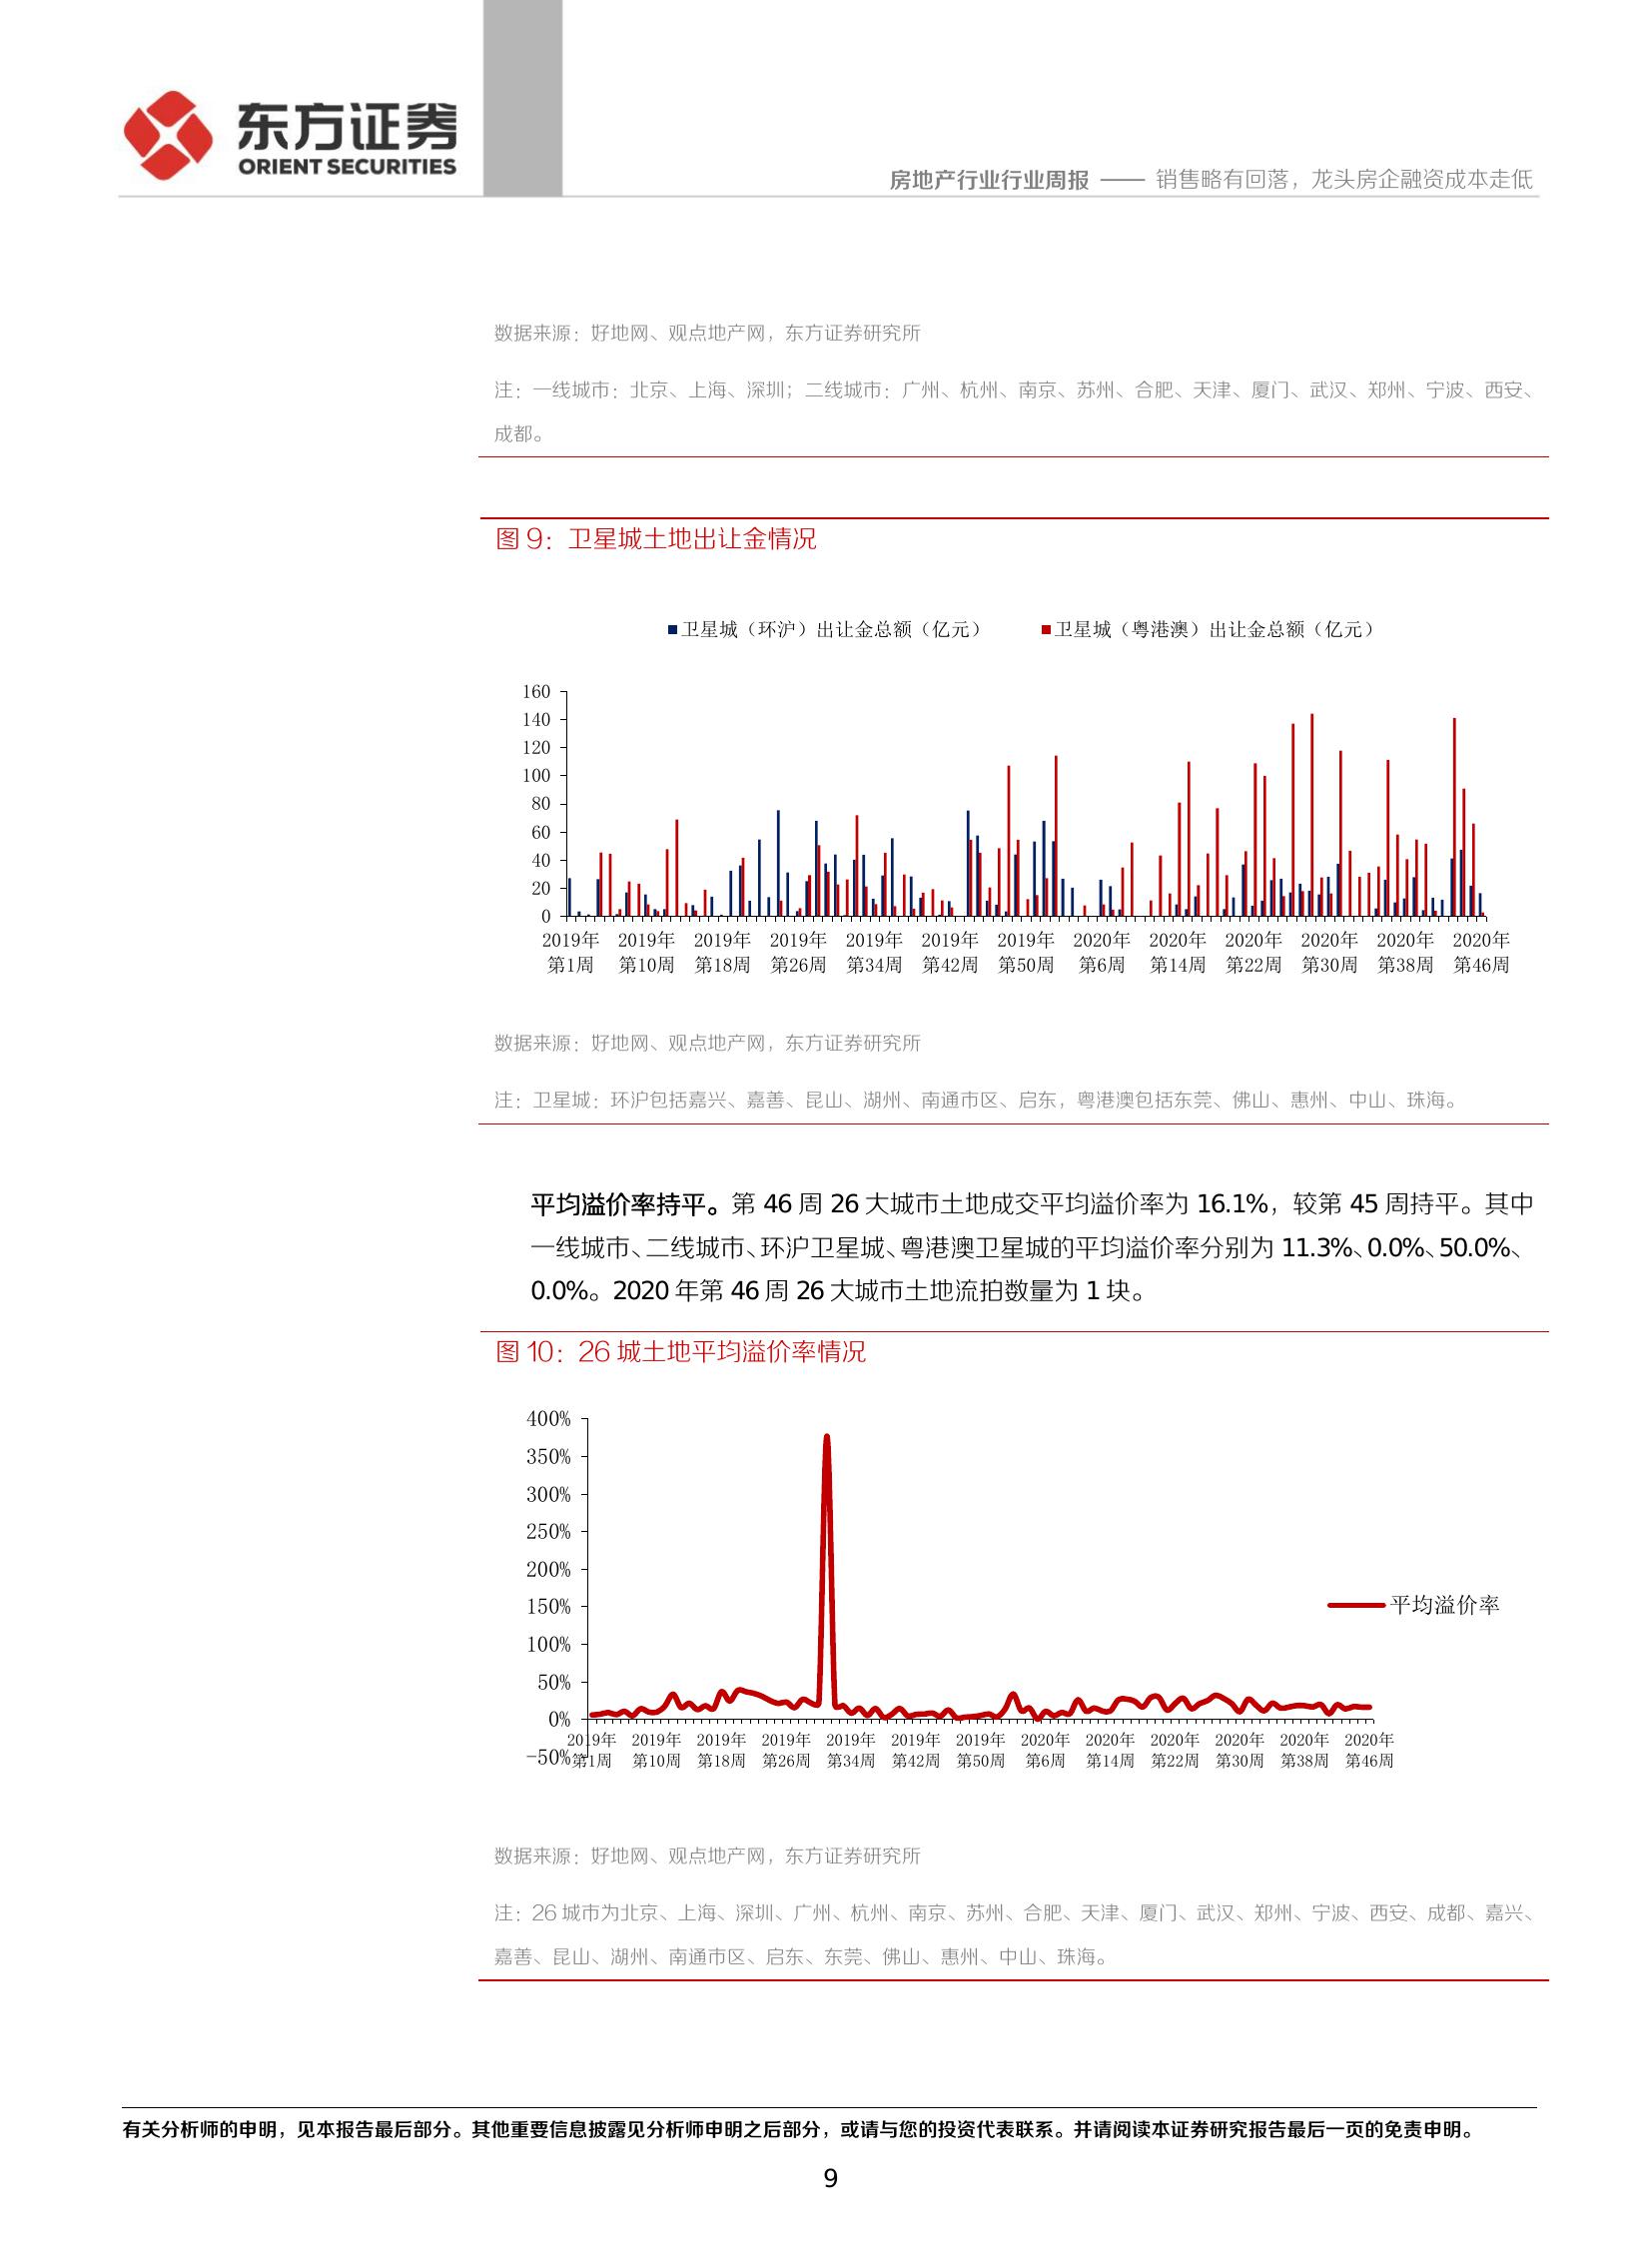 东方证券
ORIENT SECURITIES
房地产行业行业周报 —— 销售略有回落，龙头房企融资成本走低
数据来源：好地网、观点地产网，东方证券研究所
注：一线城市：北京、上海、深圳；二线城市：广州、杭州、南京、苏州、合肥、天津、厦门、武汉、郑州、宁波、西安、
成都。
图 9：卫星城土地出让金情况
卫星城（环沪）出让金总额（亿元） 卫星城（粤港澳）出让金总额（亿元）
160
140
120
100
80
60
40
20
0
2019年 2019年 2019年 2019年 2019年 2019年 2019年 2020年 2020年 2020年 2020年 2020年 2020年
第1周 第10周 第18周 第26周 第34周 第42周 第50周 第6周 第14周 第22周 第30周 第38周 第46周
数据来源：好地网、观点地产网，东方证券研究所
注：卫星城：环沪包括嘉兴、嘉善、昆山、湖州、南通市区、启东，粤港澳包括东莞、佛山、惠州、中山、珠海。
平均溢价率持平。第 46 周 26 大城市土地成交平均溢价率为 16.1%，较第 45 周持平。其中
一线城市、二线城市、环沪卫星城、粤港澳卫星城的平均溢价率分别为 11.3%、0.0%、50.0%、
0.0%。2020 年第 46 周 26 大城市土地流拍数量为 1 块。
图 10：26 城土地平均溢价率情况
400%
350%
300%
250%
200%
150%
100%
50%
0%
-50%
平均溢价率
2019年 2019年 2019年 2019年 2019年 2019年 2019年 2020年 2020年 2020年 2020年 2020年 2020年
第1周 第10周 第18周 第26周 第34周 第42周 第50周 第6周 第14周 第22周 第30周 第38周 第46周
数据来源：好地网、观点地产网，东方证券研究所
注：26 城市为北京、上海、深圳、广州、杭州、南京、苏州、合肥、天津、厦门、武汉、郑州、宁波、西安、成都、嘉兴、
嘉善、昆山、湖州、南通市区、启东、东莞、佛山、惠州、中山、珠海。
有关分析师的申明，见本报告最后部分。其他重要信息披露见分析师申明之后部分，或请与您的投资代表联系。并请阅读本证券研究报告最后一页的免责申明。
9